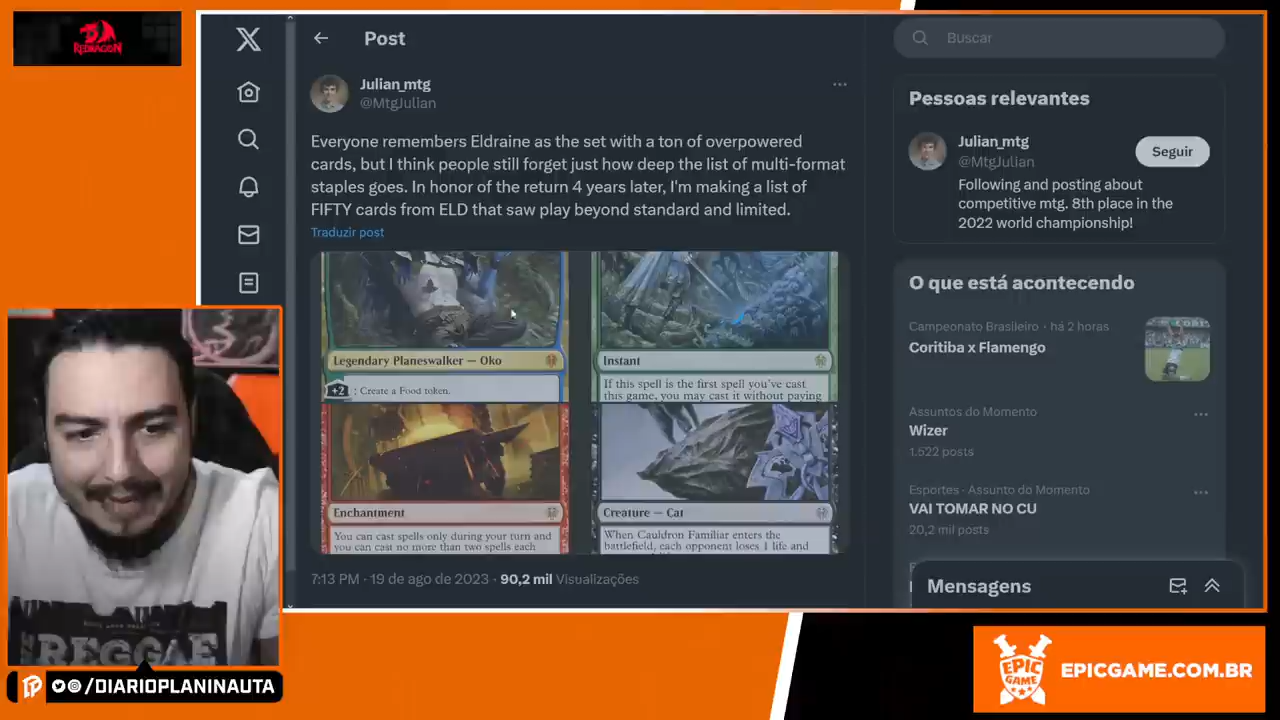 REDRAGON
Post
Julian_mtg
@MtgJulian
Everyone remembers Eldraine as the set with a ton of overpowered
cards, but I think people still forget just how deep the list of multi-format
staples goes. In honor of the return 4 years later, I'm making a list of
FIFTY cards from ELD that saw play beyond standard and limited.
Traduzir post
Legendary Planeswalker — Oko
+2 : Create a Food token.
Instant
If this spell is the first spell you've cast
this game, you may cast it without paying
Enchantment
You can cast spells only during your turn and
you can cast no more than two spells each
Creature — Cat
When Cauldron Familiar enters the
battlefield, each opponent loses 1 life and
7:13 PM · 19 de ago de 2023 · 90,2 mil Visualizações
Buscar
Pessoas relevantes
Julian_mtg
@MtgJulian
Seguir
Following and posting about
competitive mtg. 8th place in the
2022 world championship!
O que está acontecendo
Campeonato Brasileiro · há 2 horas
Coritiba x Flamengo
Assuntos do Momento
Wizer
1.522 posts
Esportes · Assunto do Momento
VAI TOMAR NO CU
20,2 mil posts
Mensagens
REGGAE
/DIARIOPLANINAUTA
EPIC
GAME
EPICGAME.COM.BR